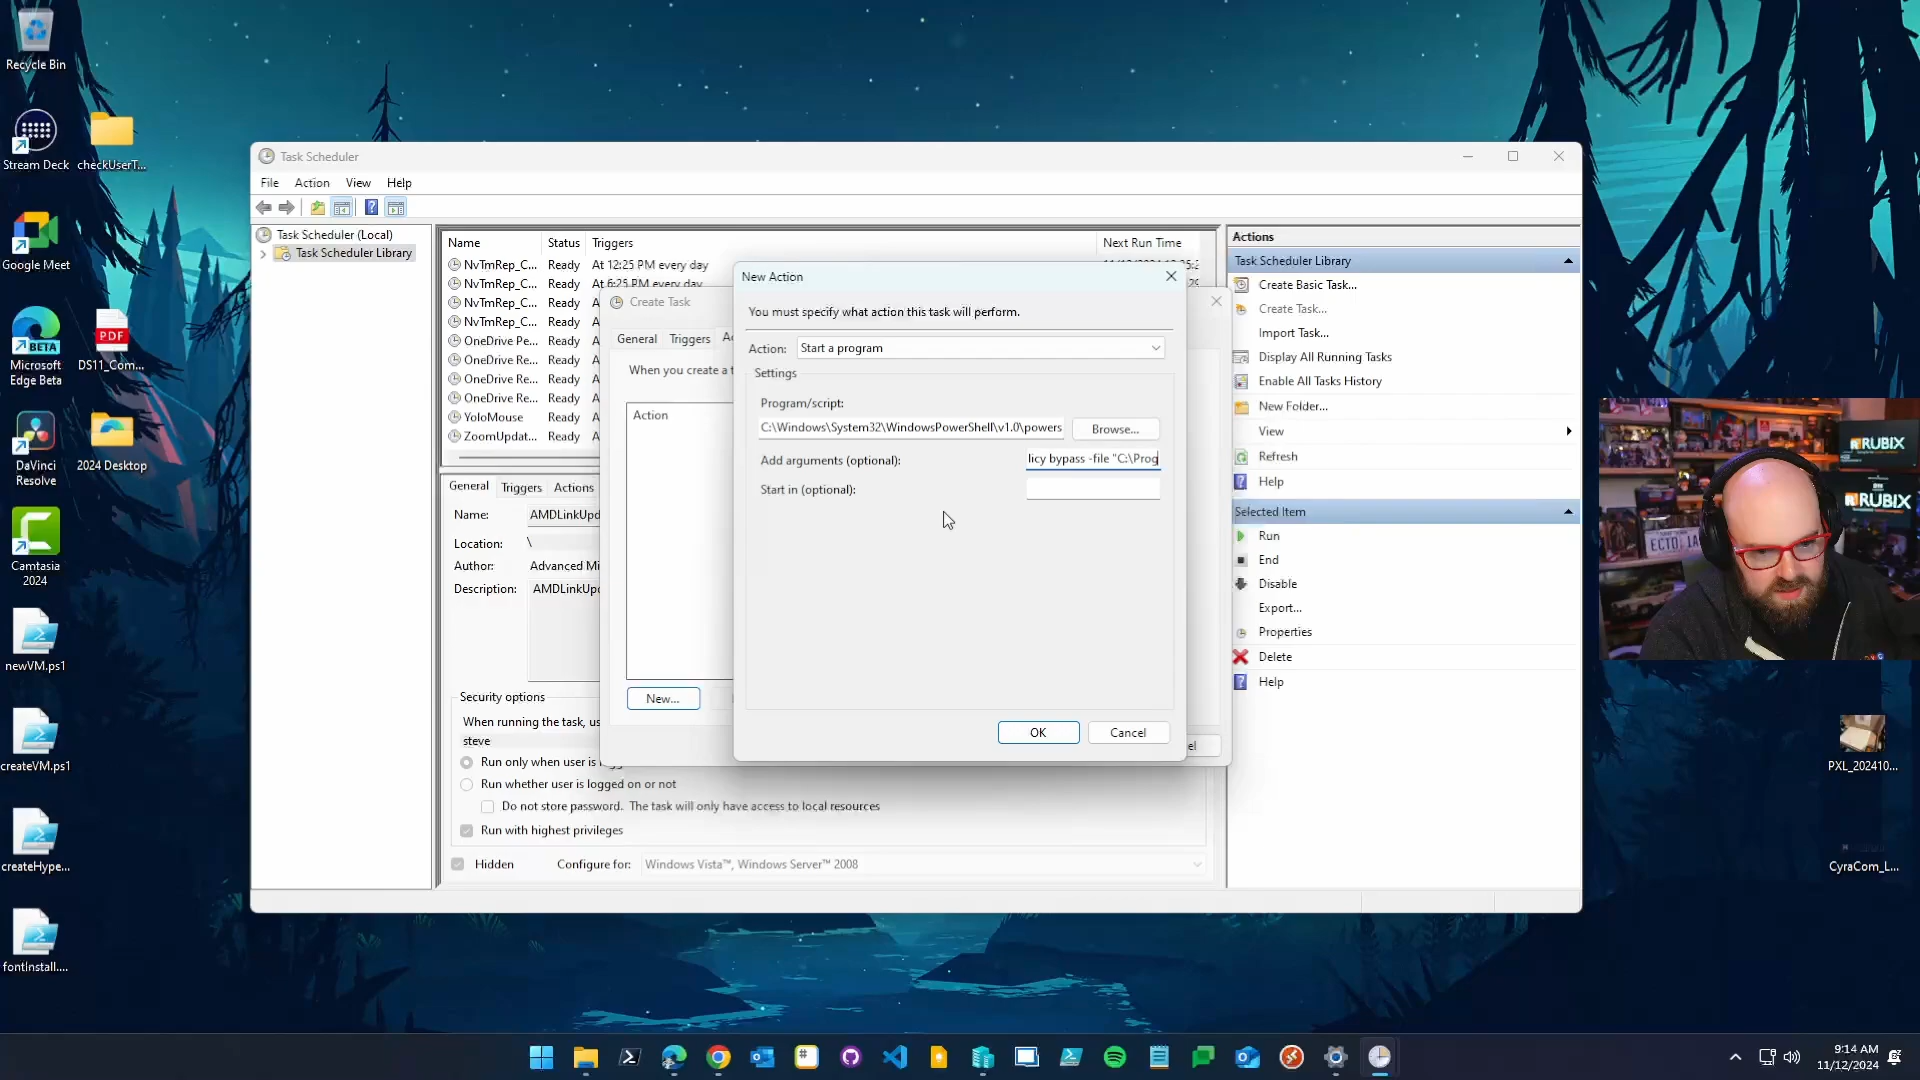 Recycle Bin
Stream Deck
checkUserT...
Google Meet
Microsoft
Edge Beta
DS11_Com...
DaVinci
Resolve
2024 Desktop
Camtasia
2024
newVM.ps1
createVM.ps1
createHype...
fontInstall....
Task Scheduler
File
Action
View
Help
Task Scheduler (Local)
Task Scheduler Library
Name
Status
Triggers
Next Run Time
NvTmRep_C...
Ready
At 12:25 PM every day
NvTmRep_C...
Ready
At 6:25 PM every day
NvTmRep_C...
Ready
NvTmRep_C...
Ready
OneDrive Pe...
Ready
OneDrive Re...
Ready
OneDrive Re...
Ready
OneDrive Re...
Ready
YoloMouse
Ready
ZoomUpdat...
Ready
General
Triggers
Actions
Name:
AMDLinkUpd
Location:
\
Author:
Advanced Mi
Description:
AMDLinkUp
Security options
When running the task, us
steve
Run only when user is
Run whether user is logged on or not
Do not store password. The task will only have access to local resources
Run with highest privileges
Hidden
Configure for:
Windows Vista™, Windows Server™ 2008
Create Task
General
Triggers
When you create a t
Action
New...
New Action
You must specify what action this task will perform.
Action:
Start a program
Settings
Program/script:
C:\Windows\System32\WindowsPowerShell\v1.0\powers
Browse...
Add arguments (optional):
licy bypass -file "C:\Prog
Start in (optional):
OK
Cancel
Actions
Task Scheduler Library
Create Basic Task...
Create Task...
Import Task...
Display All Running Tasks
Enable All Tasks History
New Folder...
View
Refresh
Help
Selected Item
Run
End
Disable
Export...
Properties
Delete
Help
RUBIX
RUBIX
PXL_202410...
CyraCom_L...
9:14 AM
11/12/2024